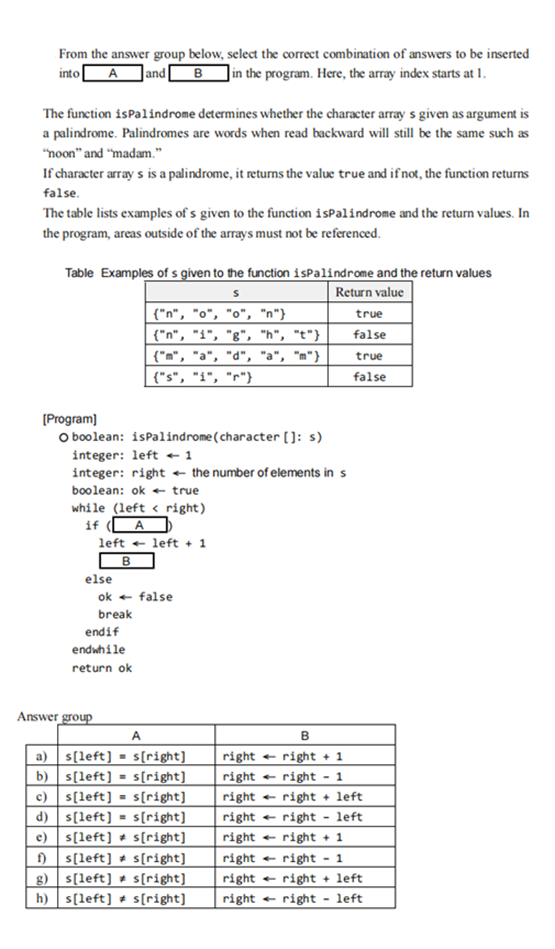 From the answer group below, select the correct combination of answers to be inserted
into A and B in the program. Here, the array index starts at 1.
The function isPalindrome determines whether the character array s given as argument is
a palindrome. Palindromes are words when read backward will still be the same such as
“noon” and “madam.”
If character array s is a palindrome, it returns the value true and if not, the function returns
false.
The table lists examples of s given to the function isPalindrome and the return values. In
the program, areas outside of the arrays must not be referenced.
Table Examples of s given to the function isPalindrome and the return values
s Return value
{"n", "o", "o", "n"} true
{"n", "i", "g", "h", "t"} false
{"m", "a", "d", "a", "m"} true
{"s", "i", "r"} false
[Program]
○ boolean: isPalindrome(character []: s)
integer: left ← 1
integer: right ← the number of elements in s
boolean: ok ← true
while (left < right)
if ( A )
left ← left + 1
B
else
ok ← false
break
endif
endwhile
return ok
Answer group
A B
a) s[left] = s[right] right ← right + 1
b) s[left] = s[right] right ← right - 1
c) s[left] = s[right] right ← right + left
d) s[left] = s[right] right ← right - left
e) s[left] ≠ s[right] right ← right + 1
f) s[left] ≠ s[right] right ← right - 1
g) s[left] ≠ s[right] right ← right + left
h) s[left] ≠ s[right] right ← right - left